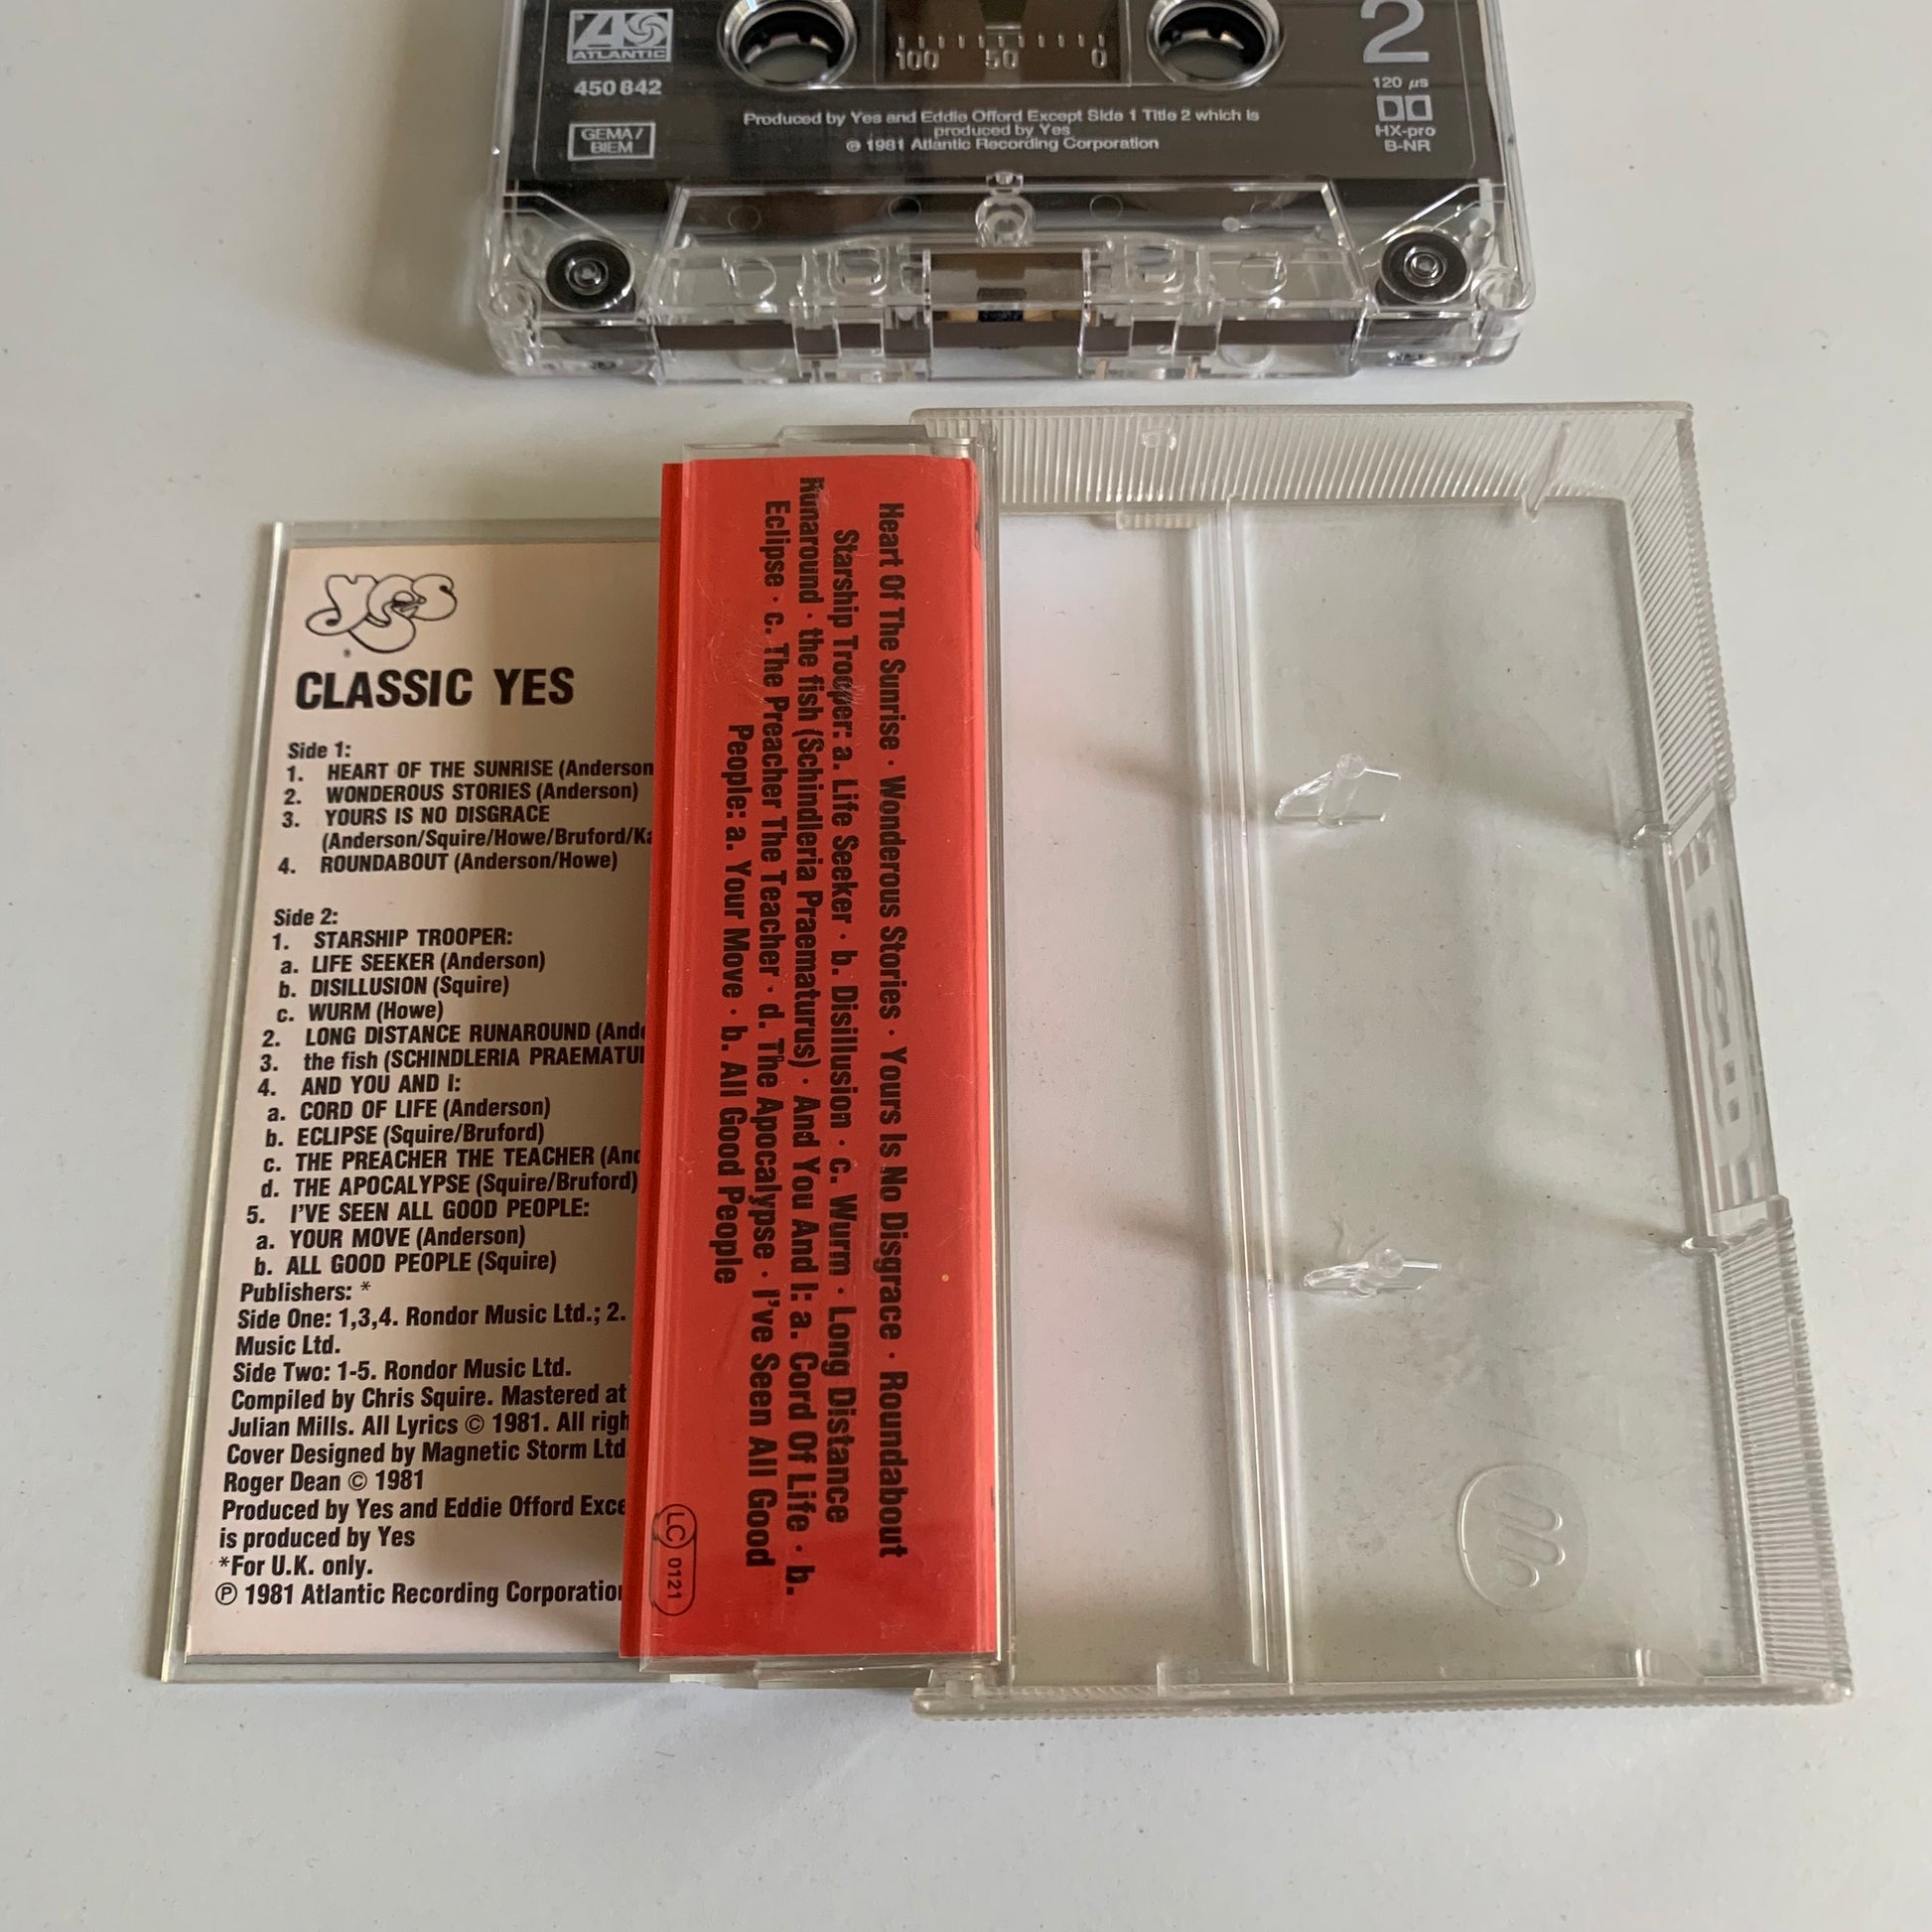 ATLANTIC
450 842
GEMA/
BIEM
100 50 0
2
120 µs
HX-pro
B-NR
Produced by Yes and Eddie Offord Except Side 1 Title 2 which is
produced by Yes
℗ 1981 Atlantic Recording Corporation
yes
CLASSIC YES
Side 1:
1. HEART OF THE SUNRISE (Anderson
2. WONDEROUS STORIES (Anderson)
3. YOURS IS NO DISGRACE
(Anderson/Squire/Howe/Bruford/Ka
4. ROUNDABOUT (Anderson/Howe)
Side 2:
1. STARSHIP TROOPER:
a. LIFE SEEKER (Anderson)
b. DISILLUSION (Squire)
c. WURM (Howe)
2. LONG DISTANCE RUNAROUND (Ande
3. the fish (SCHINDLERIA PRAEMATUI
4. AND YOU AND I:
a. CORD OF LIFE (Anderson)
b. ECLIPSE (Squire/Bruford)
c. THE PREACHER THE TEACHER (And
d. THE APOCALYPSE (Squire/Bruford)
5. I'VE SEEN ALL GOOD PEOPLE:
a. YOUR MOVE (Anderson)
b. ALL GOOD PEOPLE (Squire)
Publishers: *
Side One: 1,3,4. Rondor Music Ltd.; 2.
Music Ltd.
Side Two: 1-5. Rondor Music Ltd.
Compiled by Chris Squire. Mastered at
Julian Mills. All Lyrics © 1981. All righ
Cover Designed by Magnetic Storm Ltd
Roger Dean © 1981
Produced by Yes and Eddie Offord Exce
is produced by Yes
*For U.K. only.
℗ 1981 Atlantic Recording Corporation
Heart Of The Sunrise · Wonderous Stories · Yours Is No Disgrace · Roundabout
Starship Trooper: a. Life Seeker · b. Disillusion · c. Wurm · Long Distance
Runaround · the fish (Schindleria Praematurus) · And You And I: a. Cord Of Life · b.
Eclipse · c. The Preacher The Teacher · d. The Apocalypse · I've Seen All Good
People: a. Your Move · b. All Good People
LC 0121